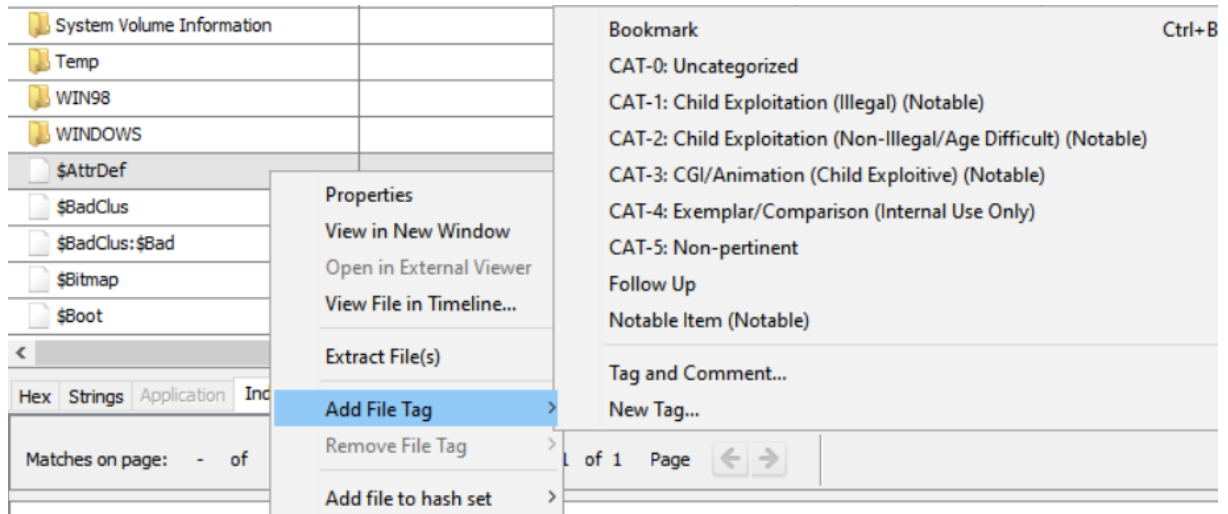 System Volume Information
Temp
WIN98
WINDOWS
$AttrDef
$BadClus
$BadClus:$Bad
$Bitmap
$Boot
<
Hex Strings Application Ind
Matches on page: - of
Properties
View in New Window
Open in External Viewer
View File in Timeline...
Extract File(s)
Add File Tag >
Remove File Tag >
Add file to hash set >
Bookmark Ctrl+B
CAT-0: Uncategorized
CAT-1: Child Exploitation (Illegal) (Notable)
CAT-2: Child Exploitation (Non-Illegal/Age Difficult) (Notable)
CAT-3: CGI/Animation (Child Exploitive) (Notable)
CAT-4: Exemplar/Comparison (Internal Use Only)
CAT-5: Non-pertinent
Follow Up
Notable Item (Notable)
Tag and Comment...
New Tag...
of 1 Page